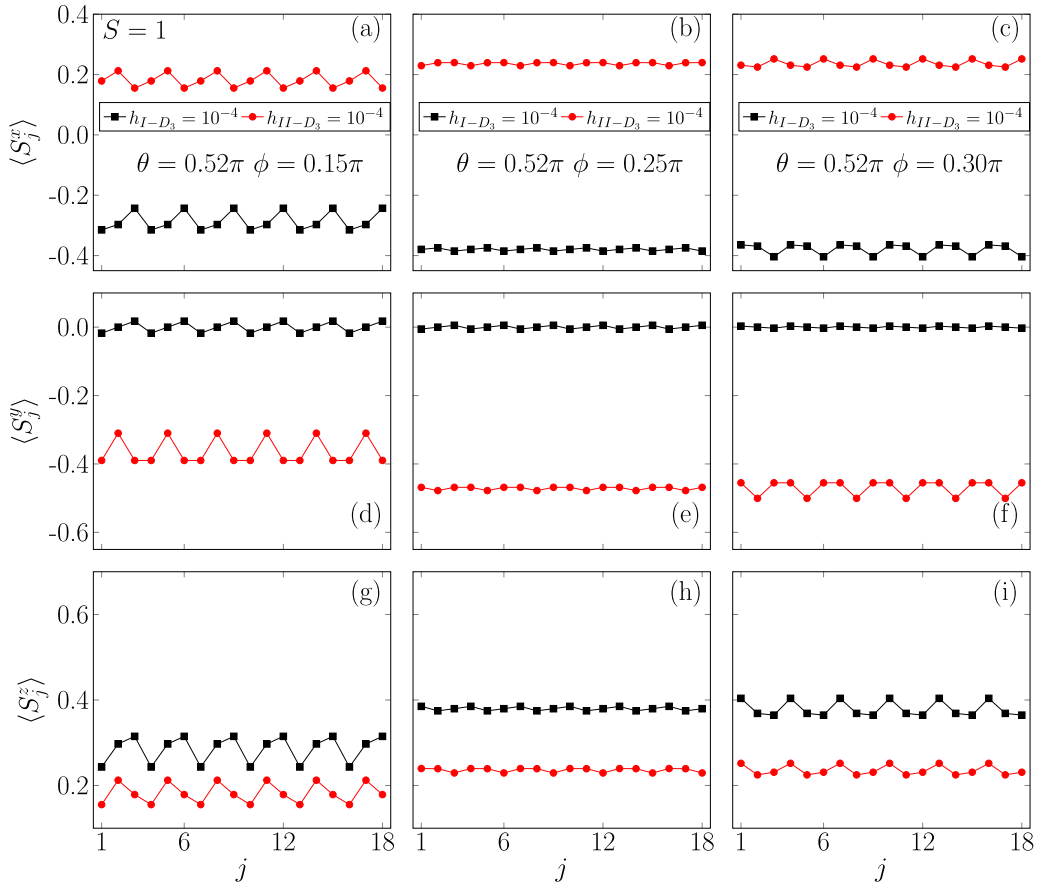 S = 1 (a) (b) (c)
0.4
0.2
h_{I−D_3} = 10^{−4} h_{II−D_3} = 10^{−4} h_{I−D_3} = 10^{−4} h_{II−D_3} = 10^{−4} h_{I−D_3} = 10^{−4} h_{II−D_3} = 10^{−4}
0.0
⟨S_j^x⟩
θ = 0.52π ϕ = 0.15π θ = 0.52π ϕ = 0.25π θ = 0.52π ϕ = 0.30π
-0.2
-0.4
0.0
-0.2
⟨S_j^y⟩
-0.4
(d) (e) (f)
-0.6
(g) (h) (i)
0.6
⟨S_j^z⟩
0.4
0.2
1 6 12 18 1 6 12 18 1 6 12 18
j j j